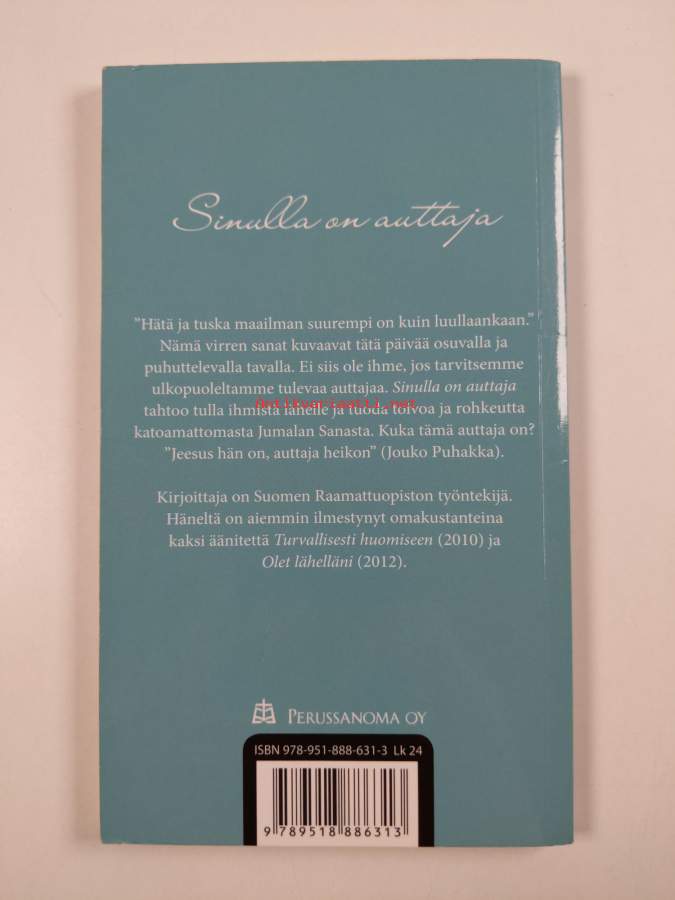 Sinulla on auttaja
”Hätä ja tuska maailman suurempi on kuin luullaankaan.”
Nämä virren sanat kuvaavat tätä päivää osuvalla ja
puhuttelevalla tavalla. Ei siis ole ihme, jos tarvitsemme
ulkopuoleltamme tulevaa auttajaa. Sinulla on auttaja
Antikvariaatti.net
tahtoo tulla ihmistä lähelle ja tuoda toivoa ja rohkeutta
katoamattomasta Jumalan Sanasta. Kuka tämä auttaja on?
”Jeesus hän on, auttaja heikon” (Jouko Puhakka).
Kirjoittaja on Suomen Raamattuopiston työntekijä.
Häneltä on aiemmin ilmestynyt omakustanteina
kaksi äänitettä Turvallisesti huomiseen (2010) ja
Olet lähelläni (2012).
PERUSSANOMA OY
ISBN 978-951-888-631-3 Lk 24
9 789518 886313